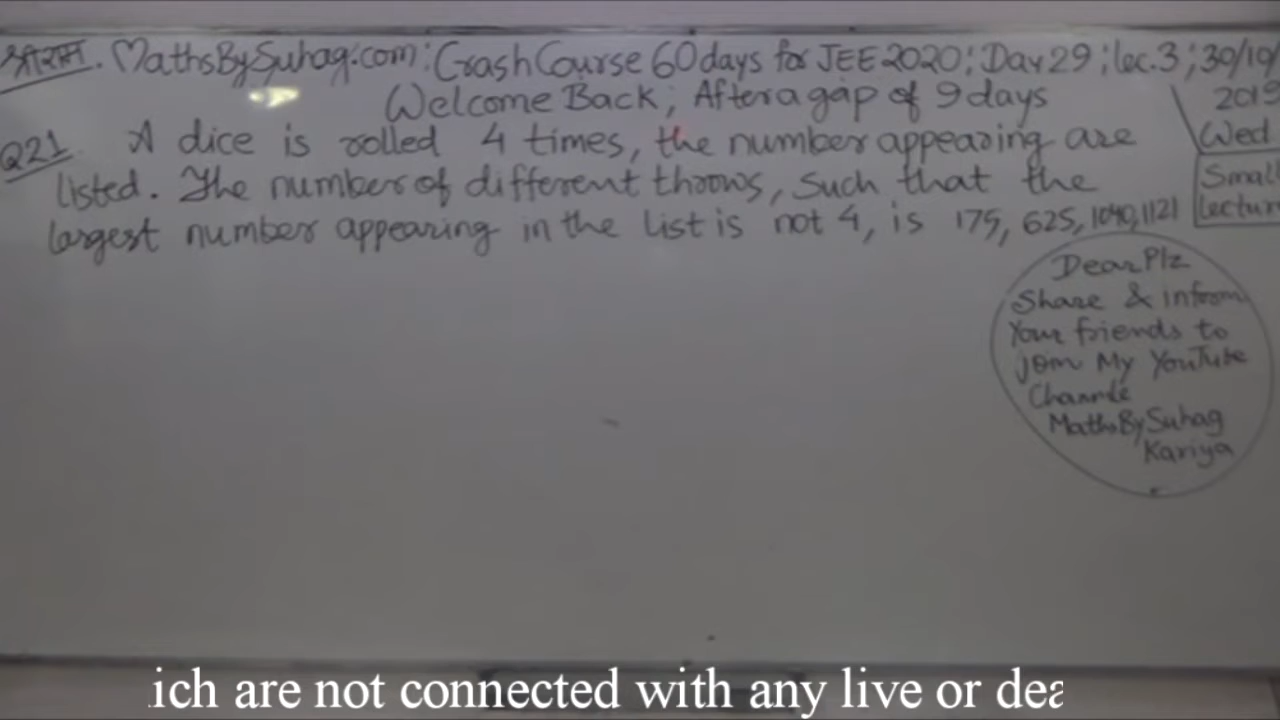 श्रीराम. MathsBySuhag.com: Crash Course 60 days for JEE 2020; Day 29; lec.3; 30/10/
2019
Welcome Back; After a gap of 9 days
Wed
Q21. A dice is rolled 4 times, the number appearing are
listed. The number of different throws, such that the
largest number appearing in the list is not 4, is 175, 625, 1040, 1121
Small
lectur
Dear Plz
Share & inform
Your friends to
join My YouTube
Channle
MathsBySuhag
Kariya
ich are not connected with any live or dea